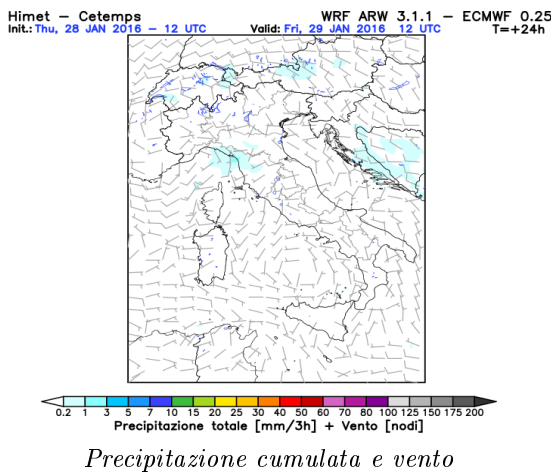 Himet – Cetemps WRF ARW 3.1.1 – ECMWF 0.25
Init.: Thu, 28 JAN 2016 – 12 UTC Valid: Fri, 29 JAN 2016 12 UTC T=+24h
0.2 1 3 5 7 10 15 20 25 30 40 50 60 70 80 100 125 150 175 200
Precipitazione totale [mm/3h] + Vento [nodi]
Precipitazione cumulata e vento